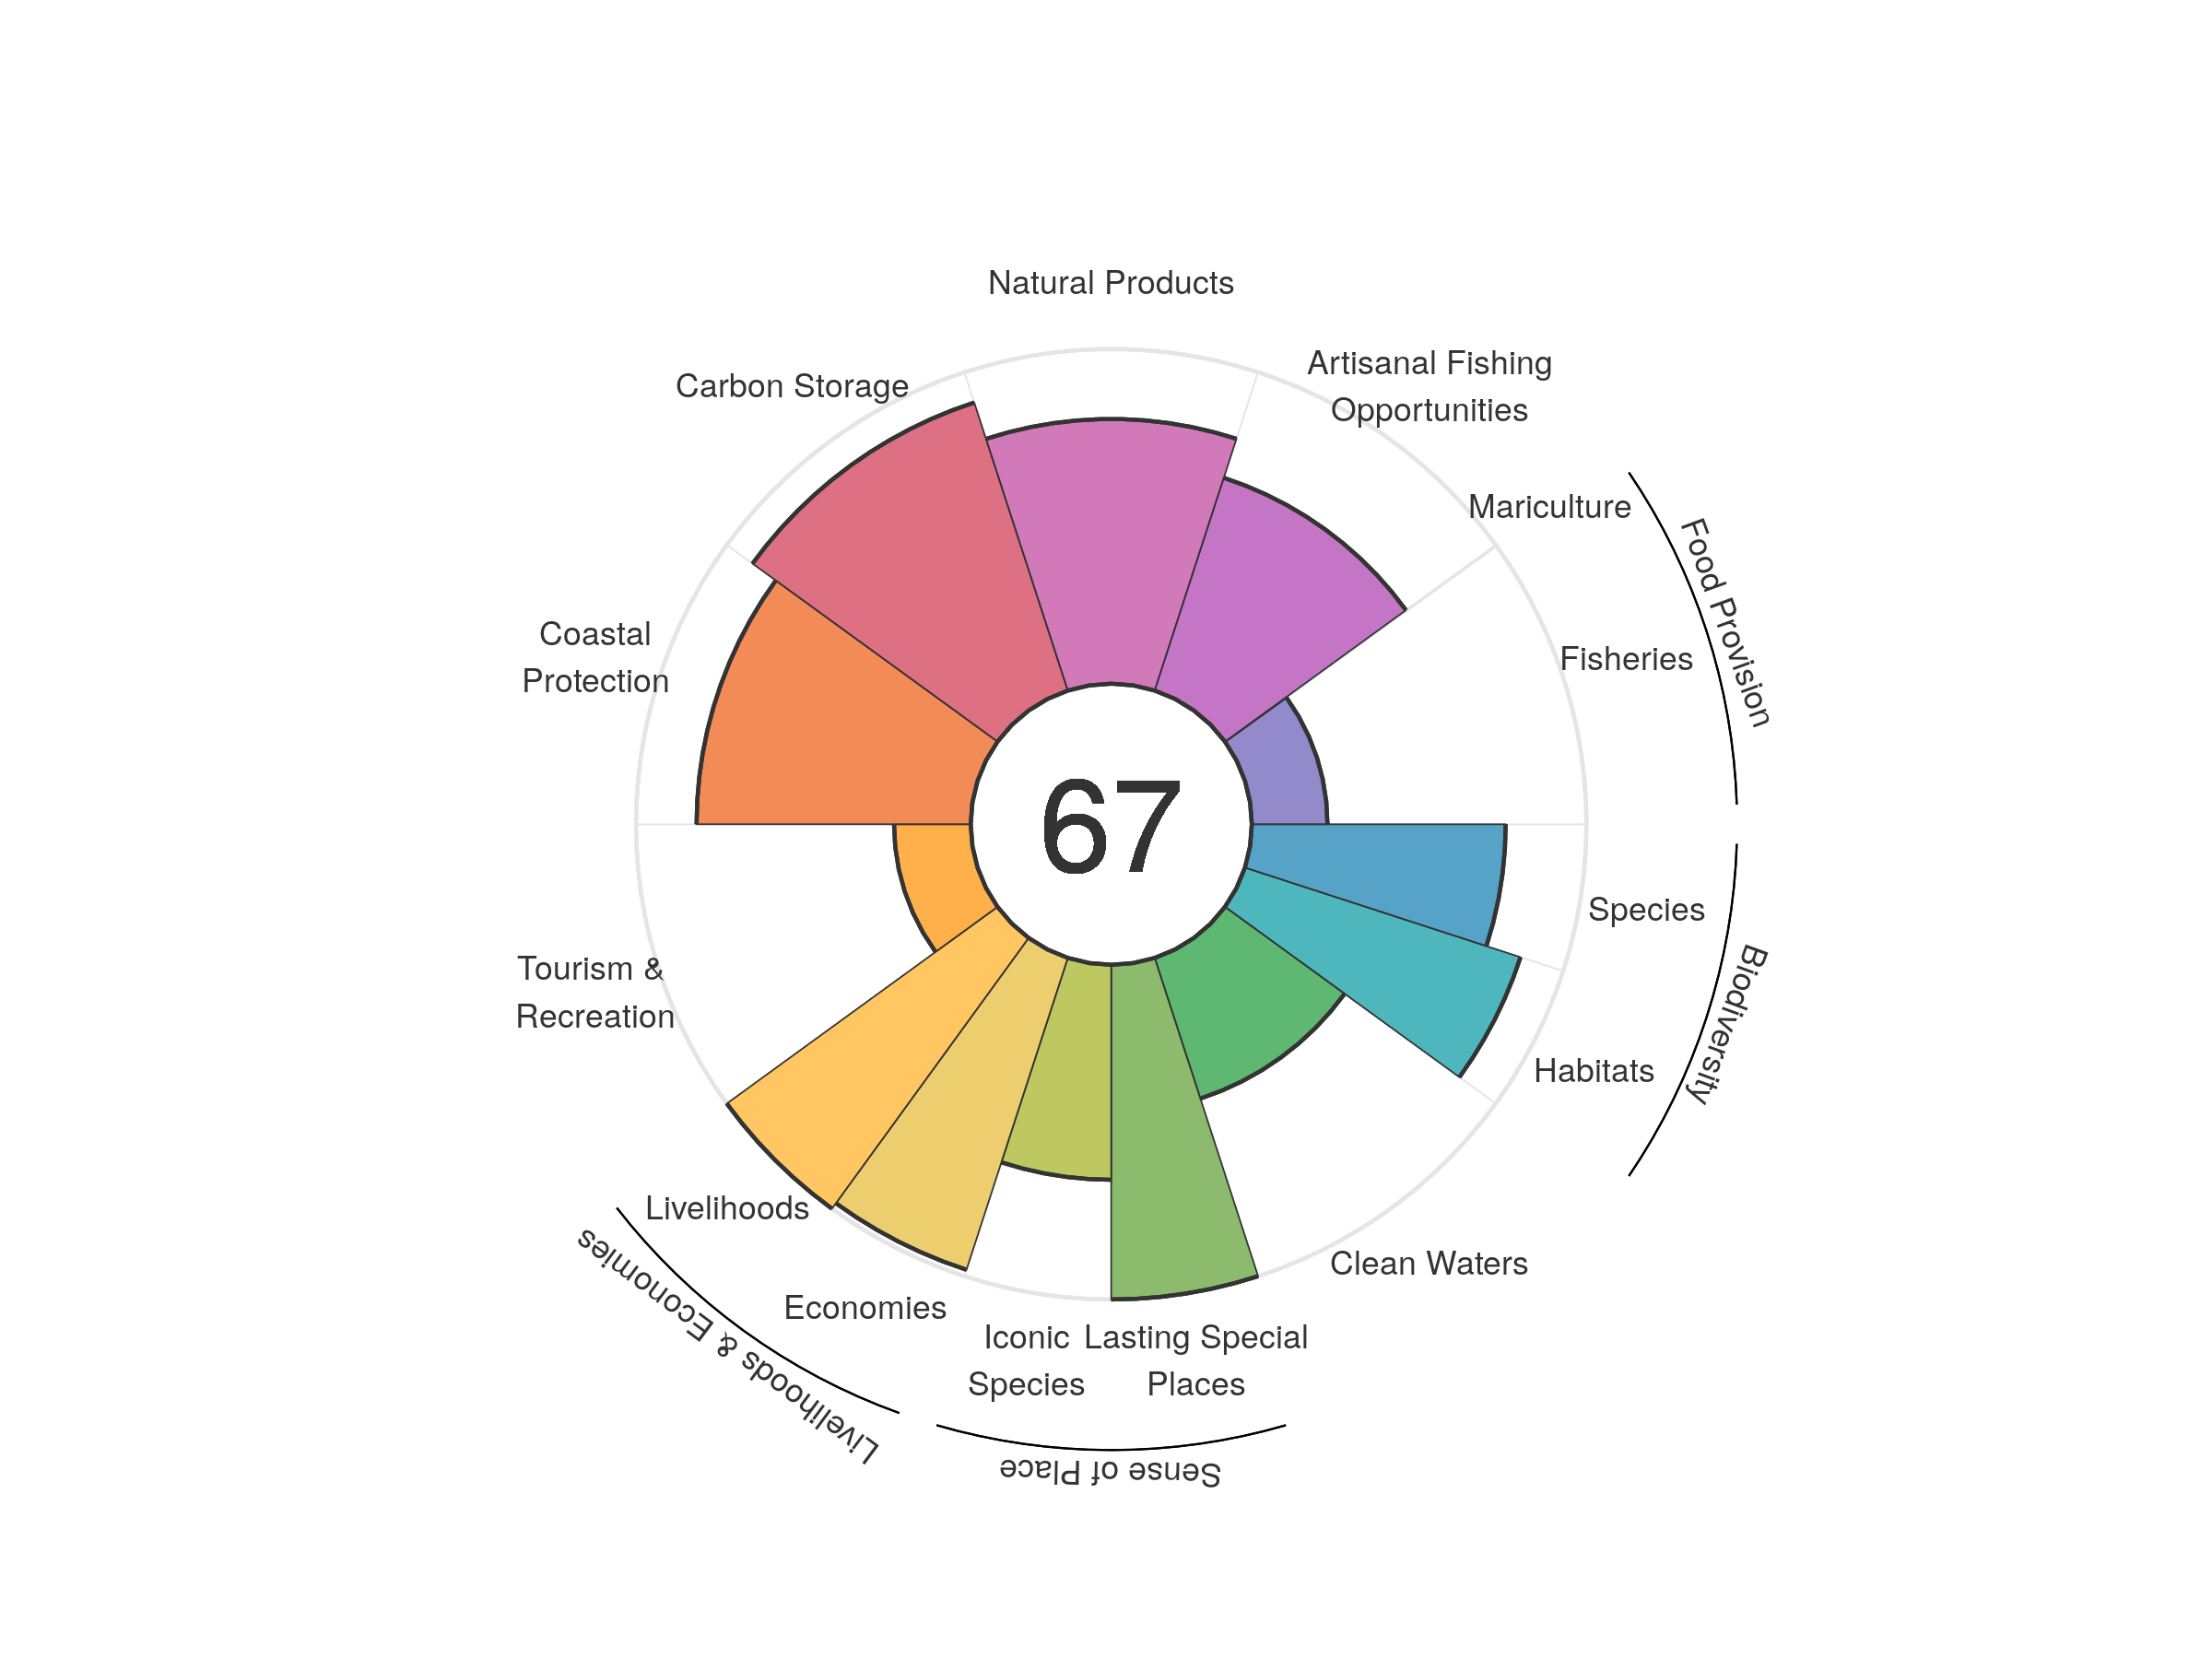 Natural Products
Carbon Storage
Artisanal Fishing
Opportunities
Mariculture
Food Provision
Fisheries
Coastal
Protection
67
Species
Biodiversity
Habitats
Tourism &
Recreation
Livelihoods
Livelihoods & Economies
Economies
Clean Waters
Iconic
Species
Lasting Special
Places
Sense of Place